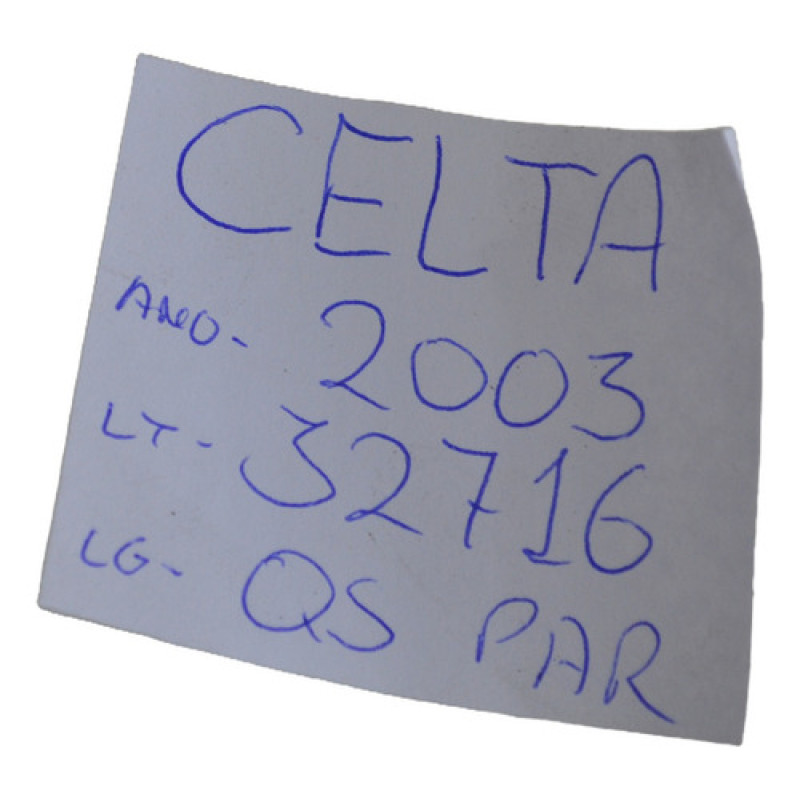 CELTA
ANO- 2003
LT- 32716
LG- QS PAR